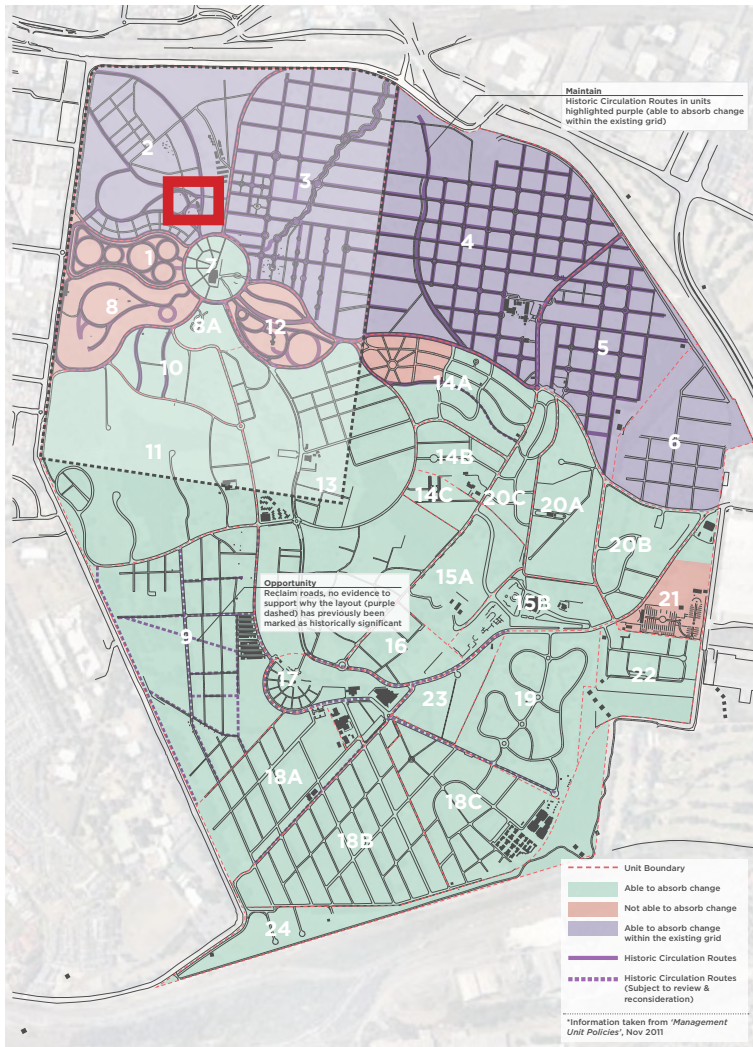 Maintain
Historic Circulation Routes in units
highlighted purple (able to absorb change
within the existing grid)
2
3
4
1
7
8
8A
12
5
10
14A
6
11
14B
13
14C
20C
20A
20B
15A
15B
21
Opportunity
Reclaim roads, no evidence to
support why the layout (purple
dashed) has previously been
marked as historically significant
9
16
17
22
23
19
18A
18C
18B
24
Unit Boundary
Able to absorb change
Not able to absorb change
Able to absorb change
within the existing grid
Historic Circulation Routes
Historic Circulation Routes
(Subject to review &
reconsideration)
*Information taken from 'Management
Unit Policies', Nov 2011